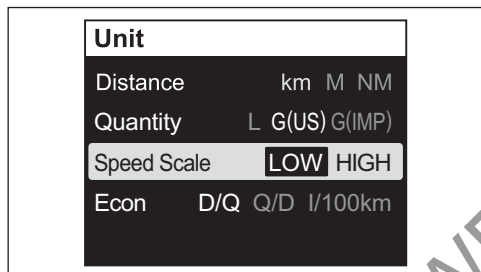 Unit
Distance km M NM
Quantity L G(US) G(IMP)
Speed Scale LOW HIGH
Econ D/Q Q/D l/100km